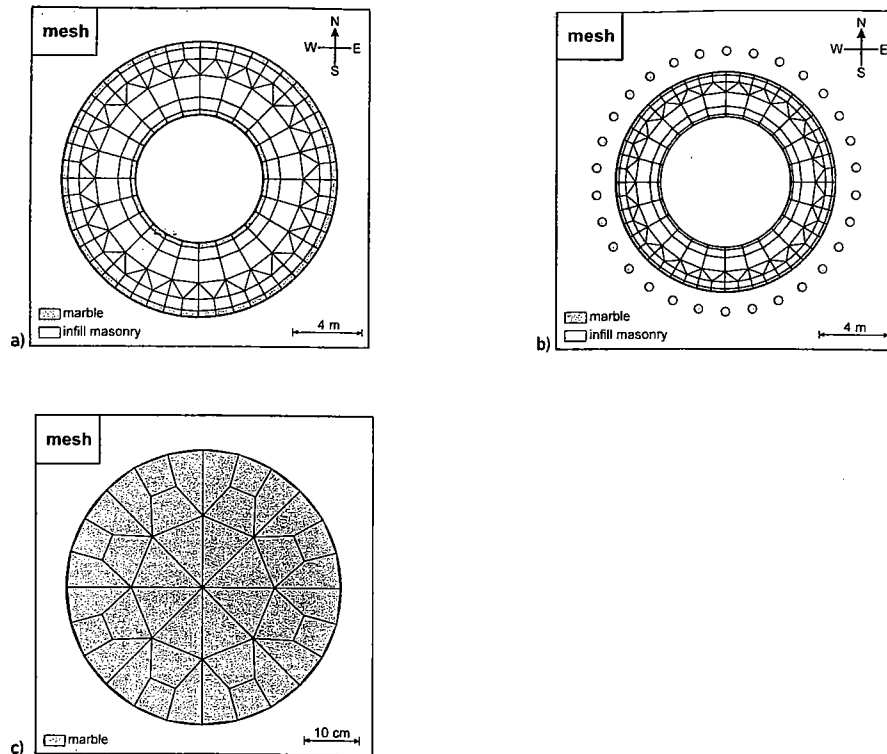 mesh
N
W E
S
marble
infill masonry
4 m
a)
mesh
N
W E
S
marble
infill masonry
4 m
b)
mesh
marble
10 cm
c)